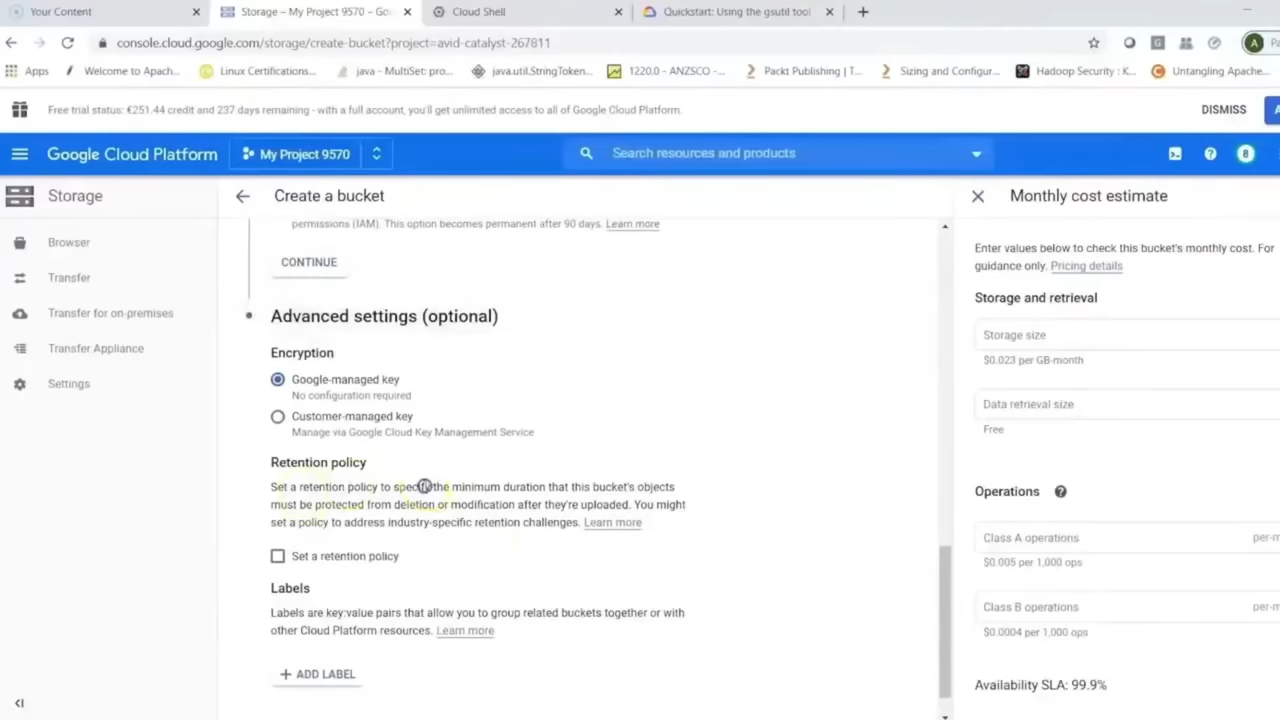 Your Content
Storage – My Project 9570 – Go
Cloud Shell
Quickstart: Using the gsutil tool
console.cloud.google.com/storage/create-bucket?project=avid-catalyst-267811
A
Apps
Welcome to Apach...
Linux Certifications...
java - MultiSet: pro...
java.util.StringToken...
1220.0 - ANZSCO -...
Packt Publishing | T...
Sizing and Configur...
Hadoop Security : K...
Untangling Apache...
Free trial status: €251.44 credit and 237 days remaining - with a full account, you'll get unlimited access to all of Google Cloud Platform.
DISMISS
Google Cloud Platform
My Project 9570
Search resources and products
8
Storage
Create a bucket
Monthly cost estimate
Browser
Transfer
Transfer for on-premises
Transfer Appliance
Settings
permissions (IAM). This option becomes permanent after 90 days. Learn more
CONTINUE
Advanced settings (optional)
Encryption
Google-managed key
No configuration required
Customer-managed key
Manage via Google Cloud Key Management Service
Retention policy
Set a retention policy to specify the minimum duration that this bucket's objects
must be protected from deletion or modification after they're uploaded. You might
set a policy to address industry-specific retention challenges. Learn more
Set a retention policy
Labels
Labels are key:value pairs that allow you to group related buckets together or with
other Cloud Platform resources. Learn more
+ ADD LABEL
Enter values below to check this bucket's monthly cost. For
guidance only. Pricing details
Storage and retrieval
Storage size
$0.023 per GB-month
Data retrieval size
Free
Operations
Class A operations
per-m
$0.005 per 1,000 ops
Class B operations
per-m
$0.0004 per 1,000 ops
Availability SLA: 99.9%